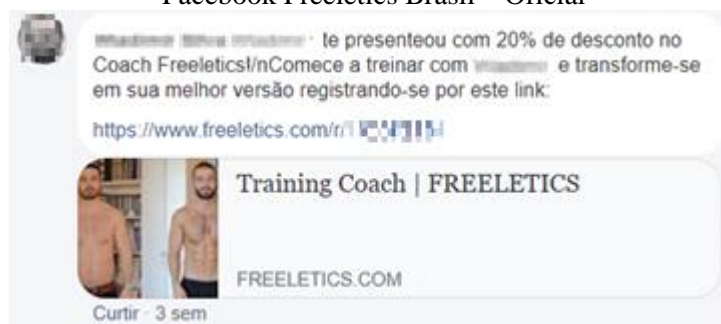 Facebook Freeletics Brasil – Oficial
te presenteou com 20% de desconto no
Coach Freeletics!/nComece a treinar com e transforme-se
em sua melhor versão registrando-se por este link:
https://www.freeletics.com/r/
Training Coach | FREELETICS
FREELETICS.COM
Curtir · 3 sem